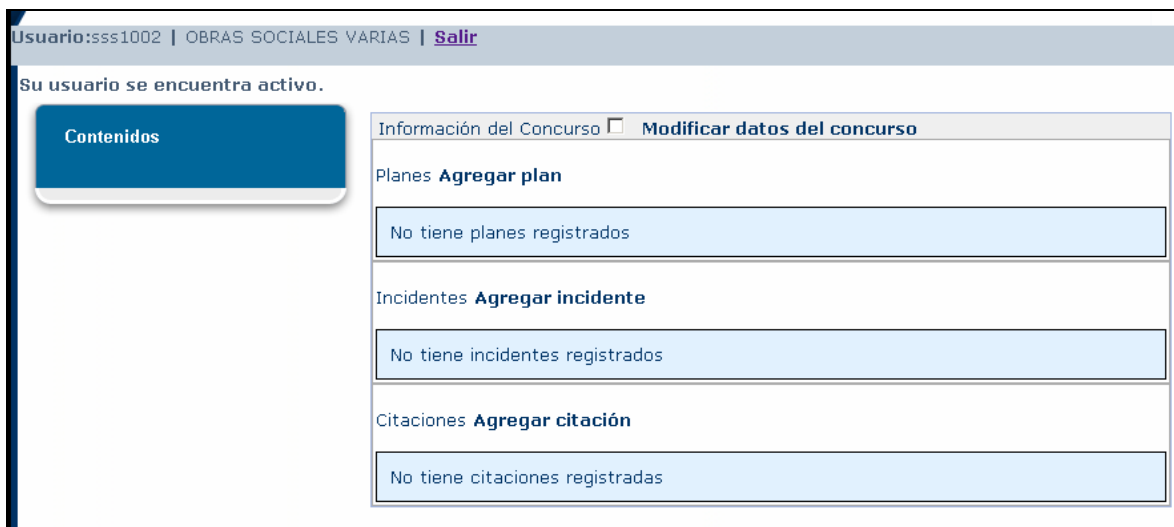 Usuario:sss1002 | OBRAS SOCIALES VARIAS | Salir
Su usuario se encuentra activo.
Contenidos
Información del Concurso Modificar datos del concurso
Planes Agregar plan
No tiene planes registrados
Incidentes Agregar incidente
No tiene incidentes registrados
Citaciones Agregar citación
No tiene citaciones registradas